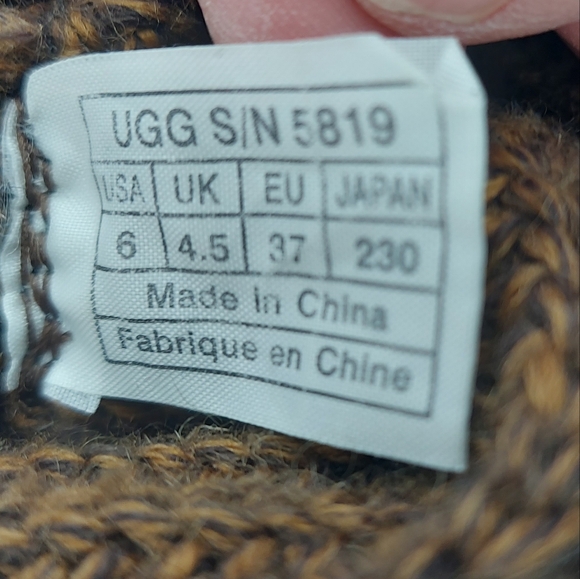 UGG S/N 5819
USA UK EU JAPAN
6 4.5 37 230
Made in China
Fabrique en Chine